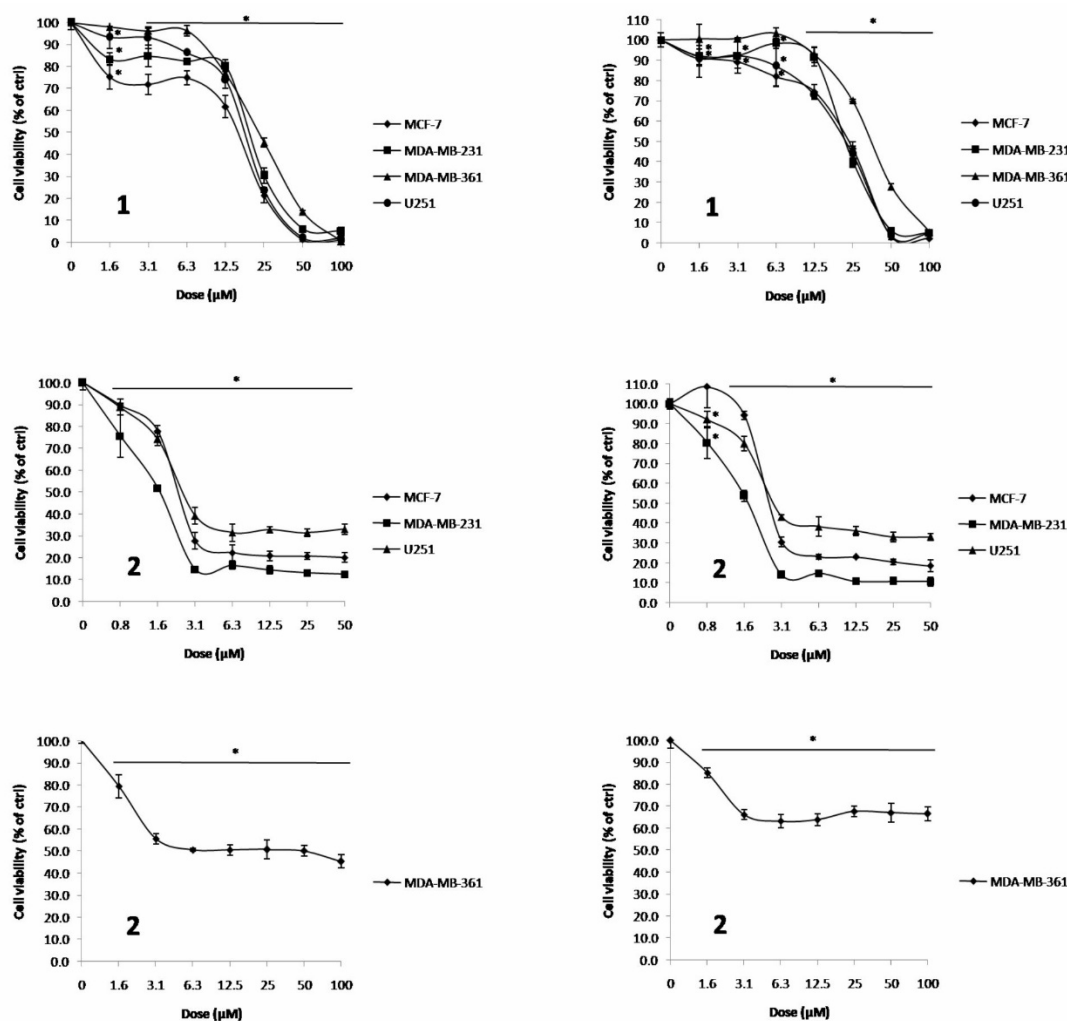 *
100
90
80
70
60
50
40
30
20
10
0
Cell viability (% of ctrl)
*
*
*
1
MCF-7
MDA-MB-231
MDA-MB-361
U251
0 1.6 3.1 6.3 12.5 25 50 100
Dose (µM)
*
110
100
90
80
70
60
50
40
30
20
10
0
Cell viability (% of ctrl)
* * *
* * *
*
1
MCF-7
MDA-MB-231
MDA-MB-361
U251
0 1.6 3.1 6.3 12.5 25 50 100
Dose (µM)
*
100.0
90.0
80.0
70.0
60.0
50.0
40.0
30.0
20.0
10.0
0.0
Cell viability (% of ctrl)
2
MCF-7
MDA-MB-231
U251
0 0.8 1.6 3.1 6.3 12.5 25 50
Dose (µM)
*
110.0
100.0
90.0
80.0
70.0
60.0
50.0
40.0
30.0
20.0
10.0
0.0
Cell viability (% of ctrl)
*
*
2
MCF-7
MDA-MB-231
U251
0 0.8 1.6 3.1 6.3 12.5 25 50
Dose (µM)
*
100.0
90.0
80.0
70.0
60.0
50.0
40.0
30.0
20.0
10.0
0.0
Cell viability (% of ctrl)
2
MDA-MB-361
0 1.6 3.1 6.3 12.5 25 50 100
Dose (µM)
*
100.0
90.0
80.0
70.0
60.0
50.0
40.0
30.0
20.0
10.0
0.0
Cell viability (% of ctrl)
2
MDA-MB-361
0 1.6 3.1 6.3 12.5 25 50 100
Dose (µM)